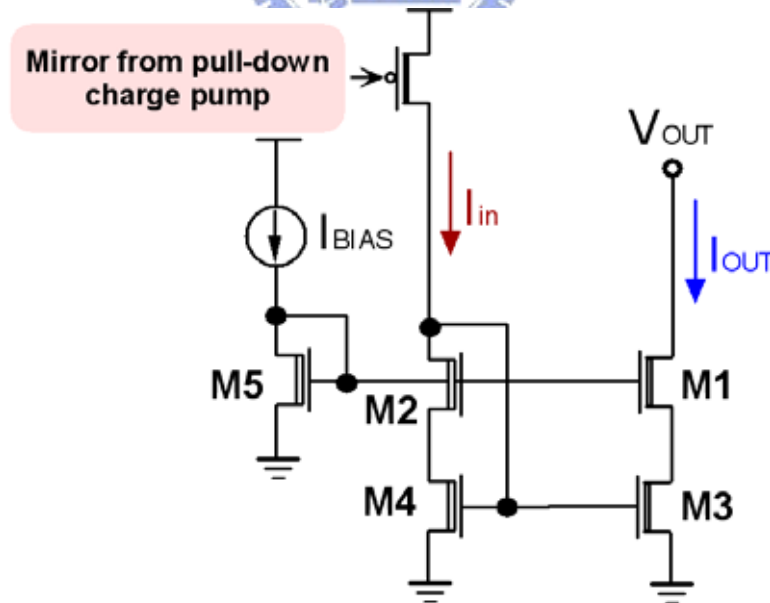 Mirror from pull-down
charge pump
VOUT
Iin
IBIAS
IOUT
M5
M2
M1
M4
M3